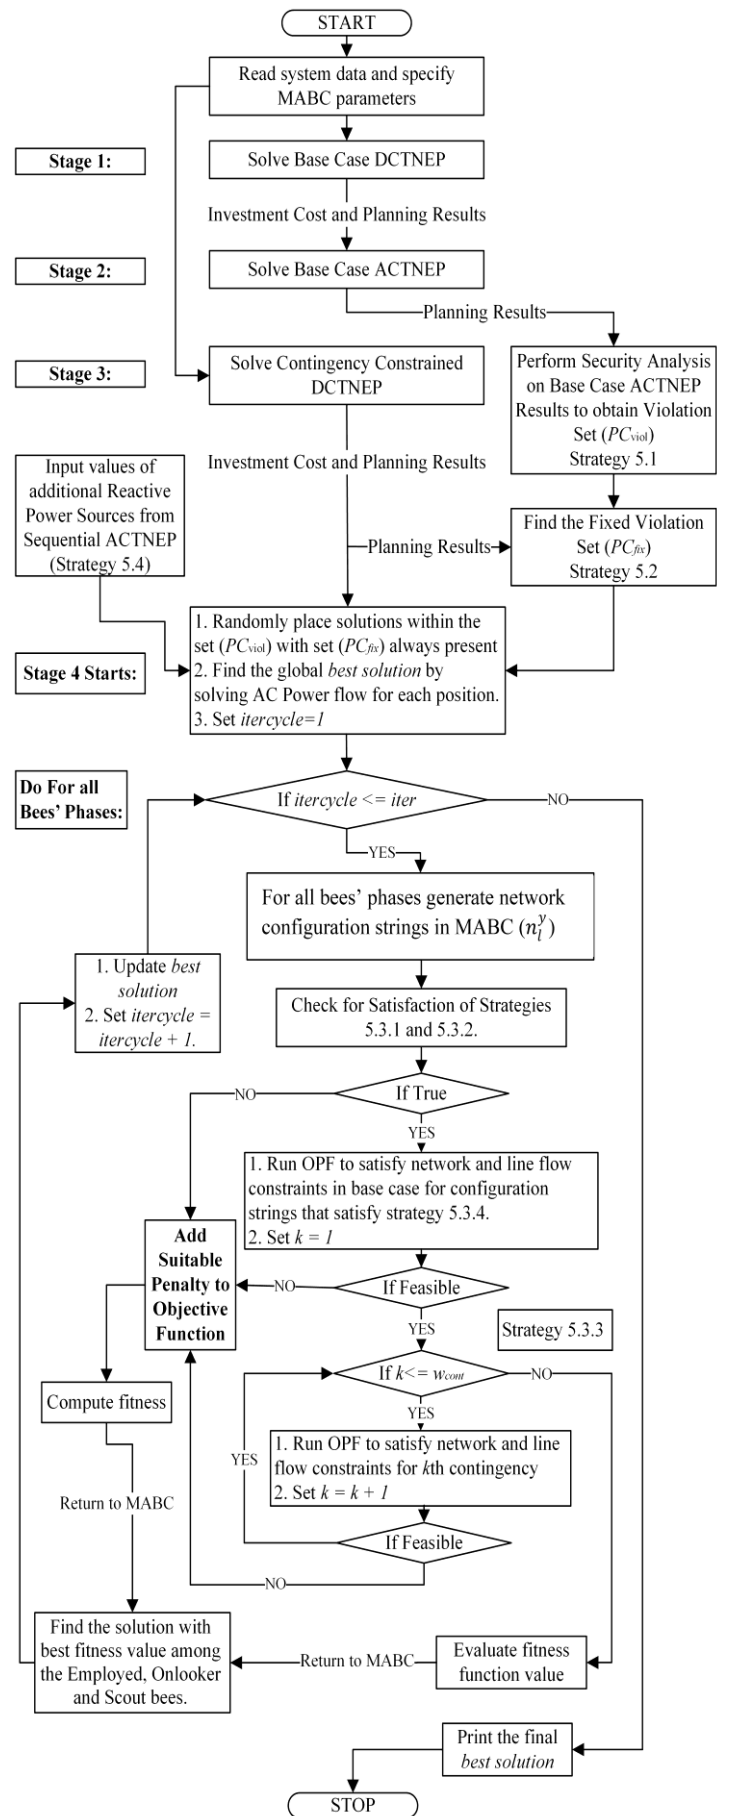 START
Read system data and specify
MABC parameters
Stage 1:
Solve Base Case DCTNEP
Investment Cost and Planning Results
Stage 2:
Solve Base Case ACTNEP
Planning Results
Stage 3:
Solve Contingency Constrained
DCTNEP
Perform Security Analysis
on Base Case ACTNEP
Results to obtain Violation
Set (PCviol)
Strategy 5.1
Investment Cost and Planning Results
Input values of
additional Reactive
Power Sources from
Sequential ACTNEP
(Strategy 5.4)
Planning Results
Find the Fixed Violation
Set (PCfix)
Strategy 5.2
Stage 4 Starts:
1. Randomly place solutions within the
set (PCviol) with set (PCfix) always present
2. Find the global best solution by
solving AC Power flow for each position.
3. Set itercycle=1
Do For all
Bees' Phases:
If itercycle <= iter
NO
YES
For all bees' phases generate network
configuration strings in MABC (n_l^y)
1. Update best
solution
2. Set itercycle =
itercycle + 1.
Check for Satisfaction of Strategies
5.3.1 and 5.3.2.
If True
NO
YES
1. Run OPF to satisfy network and line flow
constraints in base case for configuration
strings that satisfy strategy 5.3.4.
2. Set k = 1
Add
Suitable
Penalty to
Objective
Function
If Feasible
NO
YES
Strategy 5.3.3
If k<= wcont
NO
YES
Compute fitness
1. Run OPF to satisfy network and line
flow constraints for kth contingency
2. Set k = k + 1
YES
Return to MABC
If Feasible
NO
Find the solution with
best fitness value among
the Employed, Onlooker
and Scout bees.
Return to MABC
Evaluate fitness
function value
Print the final
best solution
STOP